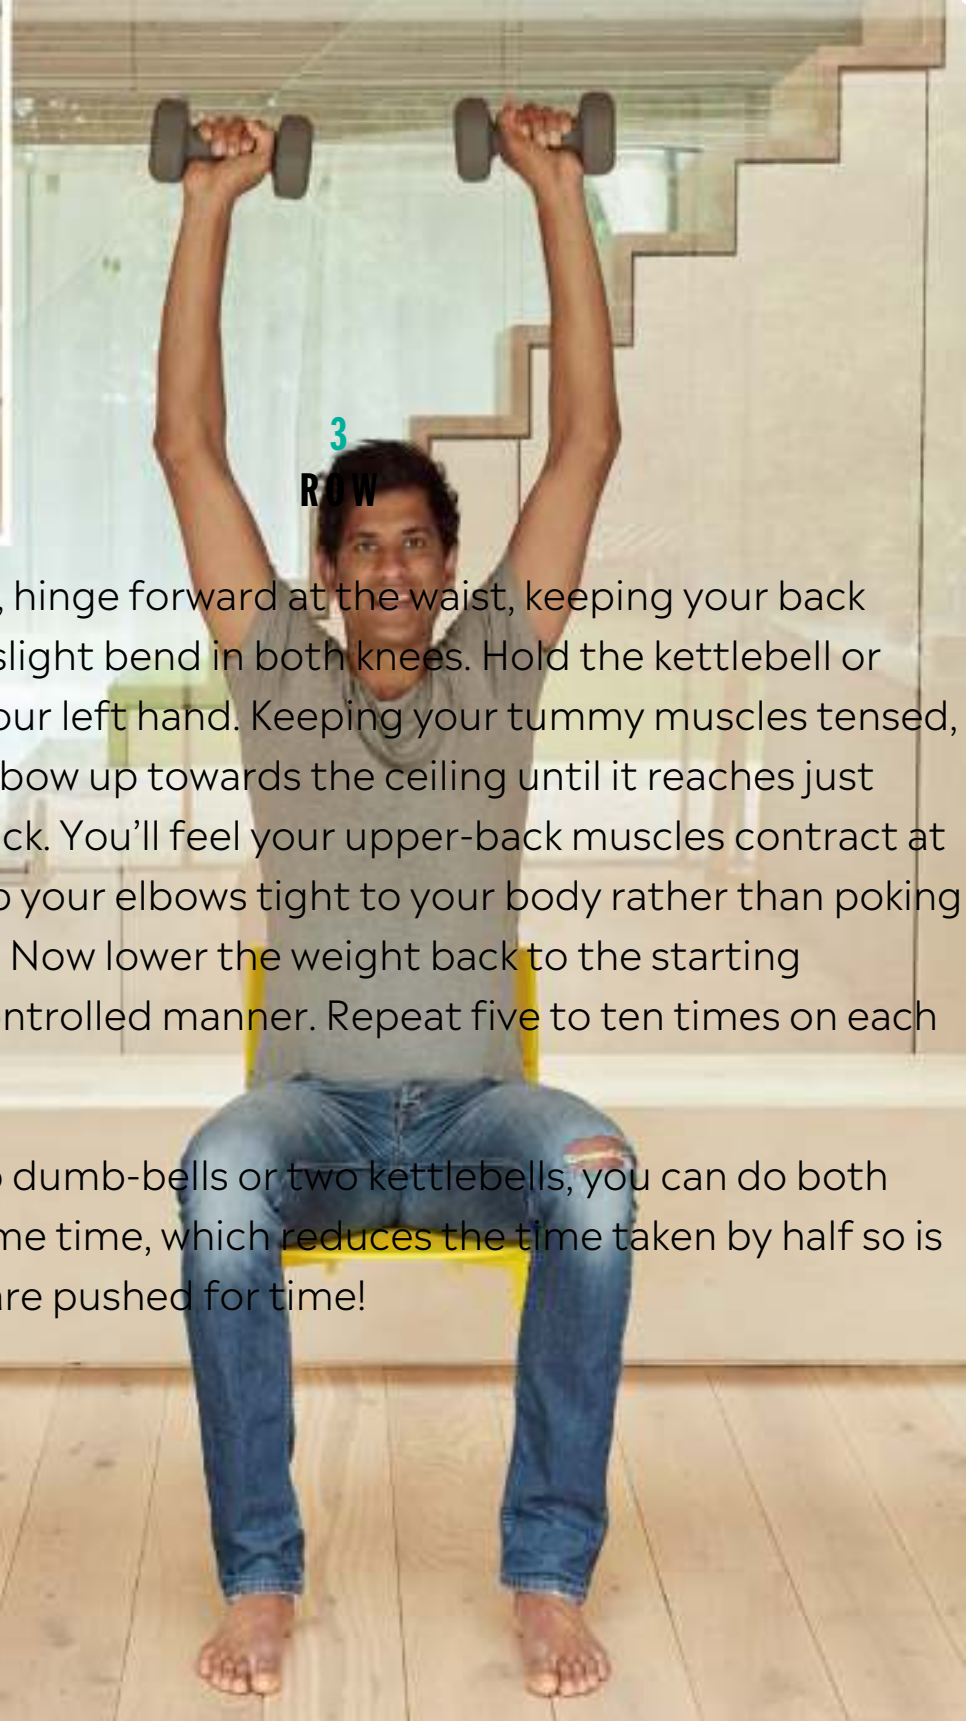 3
ROW
, hinge forward at the waist, keeping your back
slight bend in both knees. Hold the kettlebell or
our left hand. Keeping your tummy muscles tensed,
bow up towards the ceiling until it reaches just
ck. You’ll feel your upper-back muscles contract at
your elbows tight to your body rather than poking
Now lower the weight back to the starting
ntrolled manner. Repeat five to ten times on each
dumb-bells or two kettlebells, you can do both
me time, which reduces the time taken by half so is
are pushed for time!